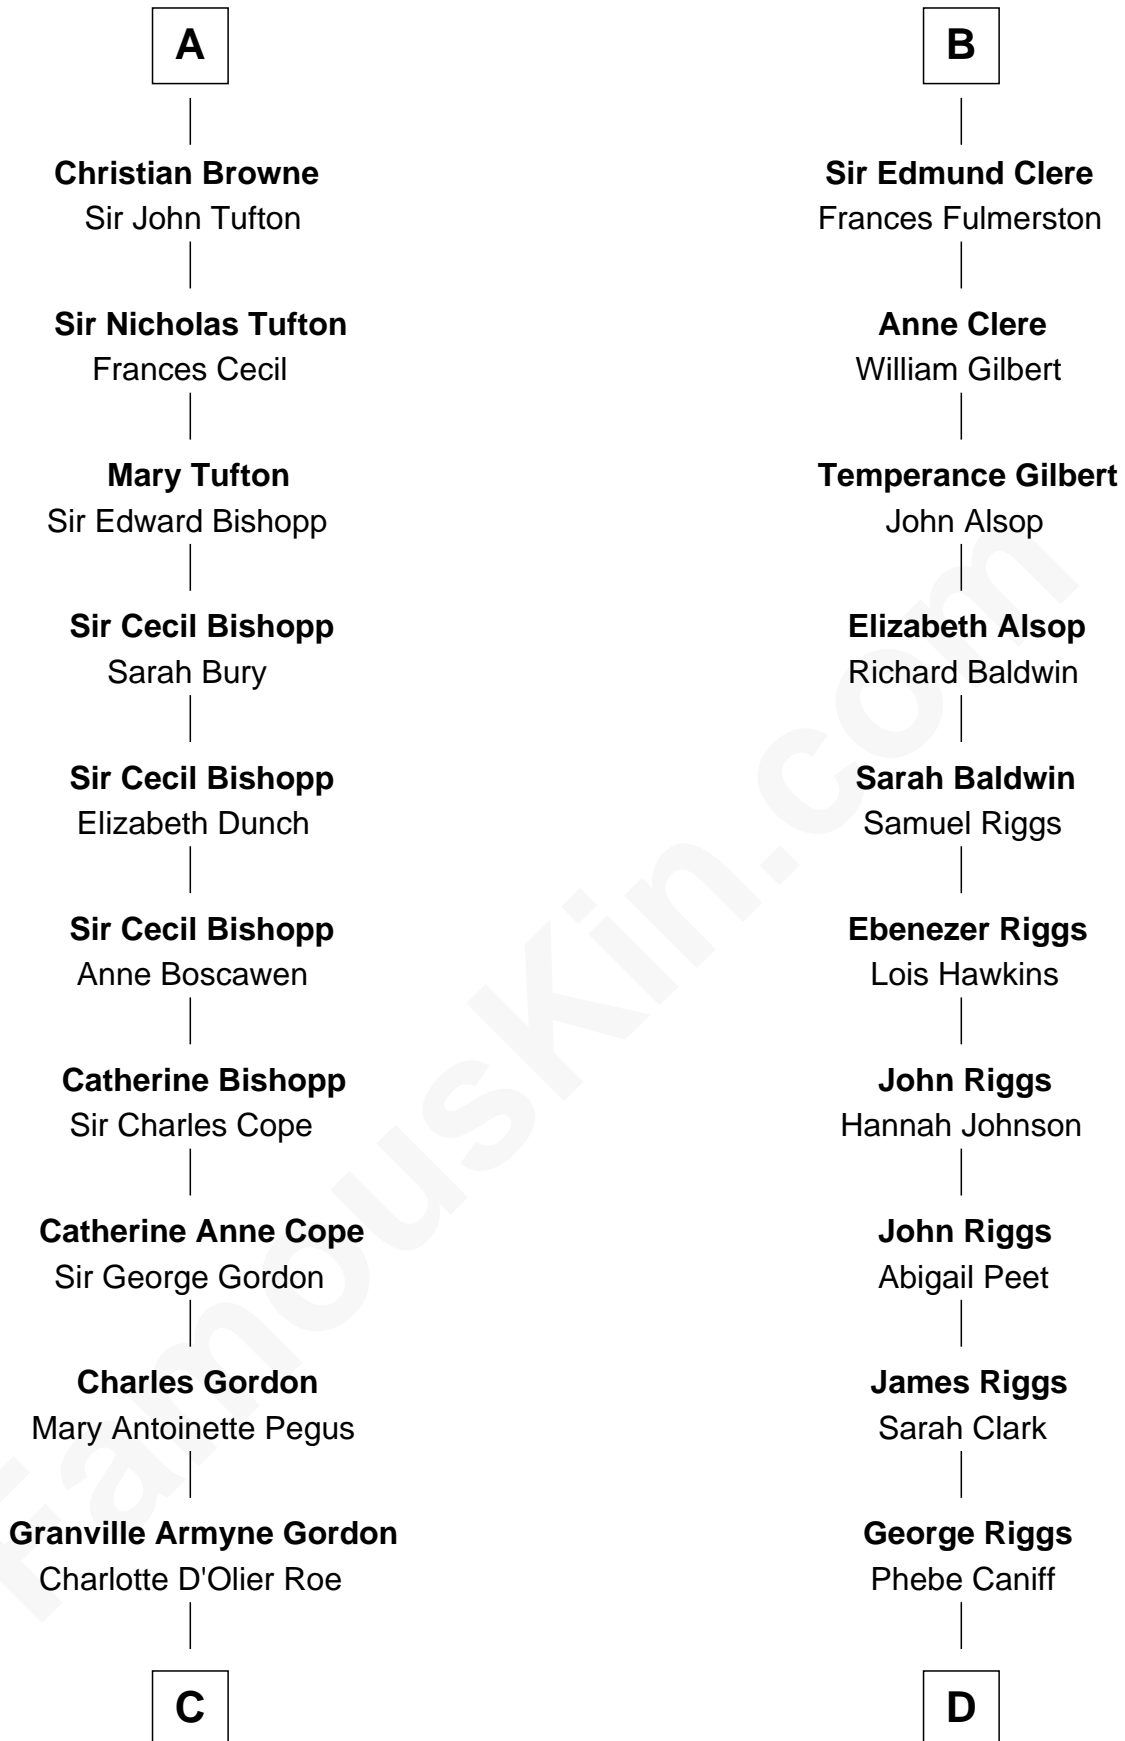 A
Christian Browne
Sir John Tufton
Sir Nicholas Tufton
Frances Cecil
Mary Tufton
Sir Edward Bishopp
Sir Cecil Bishopp
Sarah Bury
Sir Cecil Bishopp
Elizabeth Dunch
Sir Cecil Bishopp
Anne Boscawen
Catherine Bishopp
Sir Charles Cope
Catherine Anne Cope
Sir George Gordon
Charles Gordon
Mary Antoinette Pegus
Granville Armyne Gordon
Charlotte D'Olier Roe
C
B
Sir Edmund Clere
Frances Fulmerston
Anne Clere
William Gilbert
Temperance Gilbert
John Alsop
Elizabeth Alsop
Richard Baldwin
Sarah Baldwin
Samuel Riggs
Ebenezer Riggs
Lois Hawkins
John Riggs
Hannah Johnson
John Riggs
Abigail Peet
James Riggs
Sarah Clark
George Riggs
Phebe Caniff
D
FamousKin.com